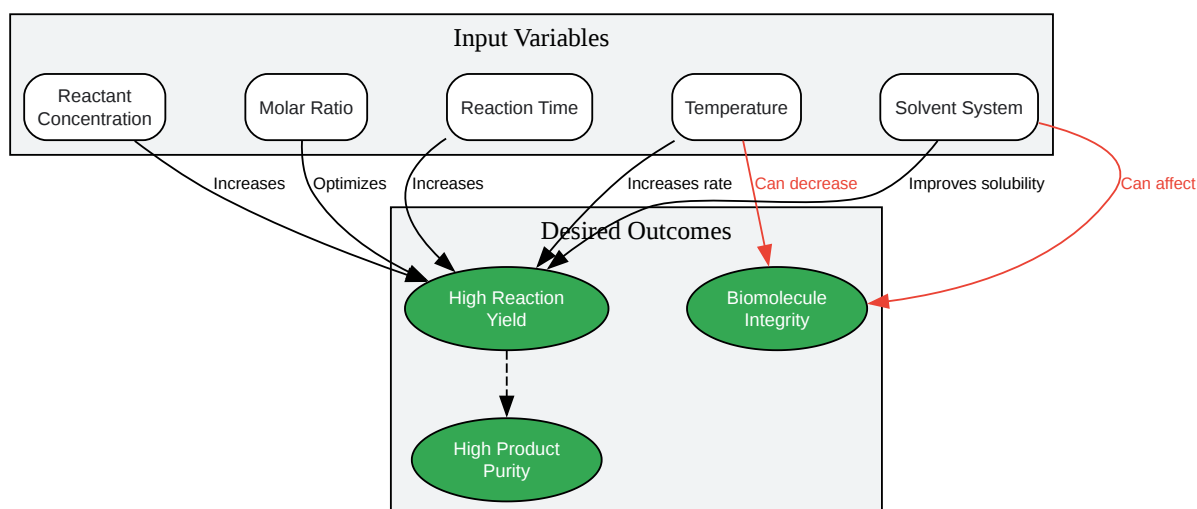 Input Variables
Reactant
Concentration
Molar Ratio
Reaction Time
Temperature
Solvent System
Increases
Optimizes
Increases
Increases rate
Can decrease
Improves solubility
Can affect
Desired Outcomes
High Reaction
Yield
Biomolecule
Integrity
High Product
Purity